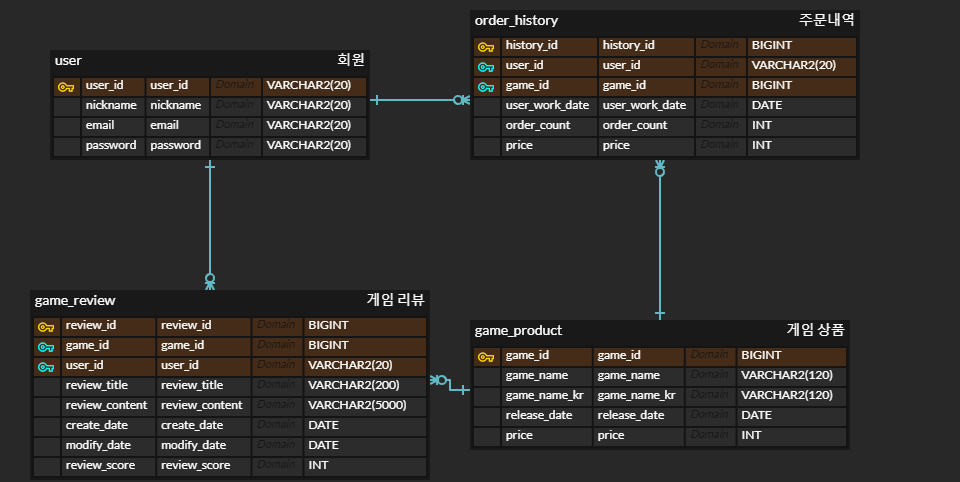 user 회원
user_id user_id Domain VARCHAR2(20)
nickname nickname Domain VARCHAR2(20)
email email Domain VARCHAR2(20)
password password Domain VARCHAR2(20)
order_history 주문내역
history_id history_id Domain BIGINT
user_id user_id Domain VARCHAR2(20)
game_id game_id Domain BIGINT
user_work_date user_work_date Domain DATE
order_count order_count Domain INT
price price Domain INT
game_review 게임 리뷰
review_id review_id Domain BIGINT
game_id game_id Domain BIGINT
user_id user_id Domain VARCHAR2(20)
review_title review_title Domain VARCHAR2(200)
review_content review_content Domain VARCHAR2(5000)
create_date create_date Domain DATE
modify_date modify_date Domain DATE
review_score review_score Domain INT
game_product 게임 상품
game_id game_id Domain BIGINT
game_name game_name Domain VARCHAR2(120)
game_name_kr game_name_kr Domain VARCHAR2(120)
release_date release_date Domain DATE
price price Domain INT